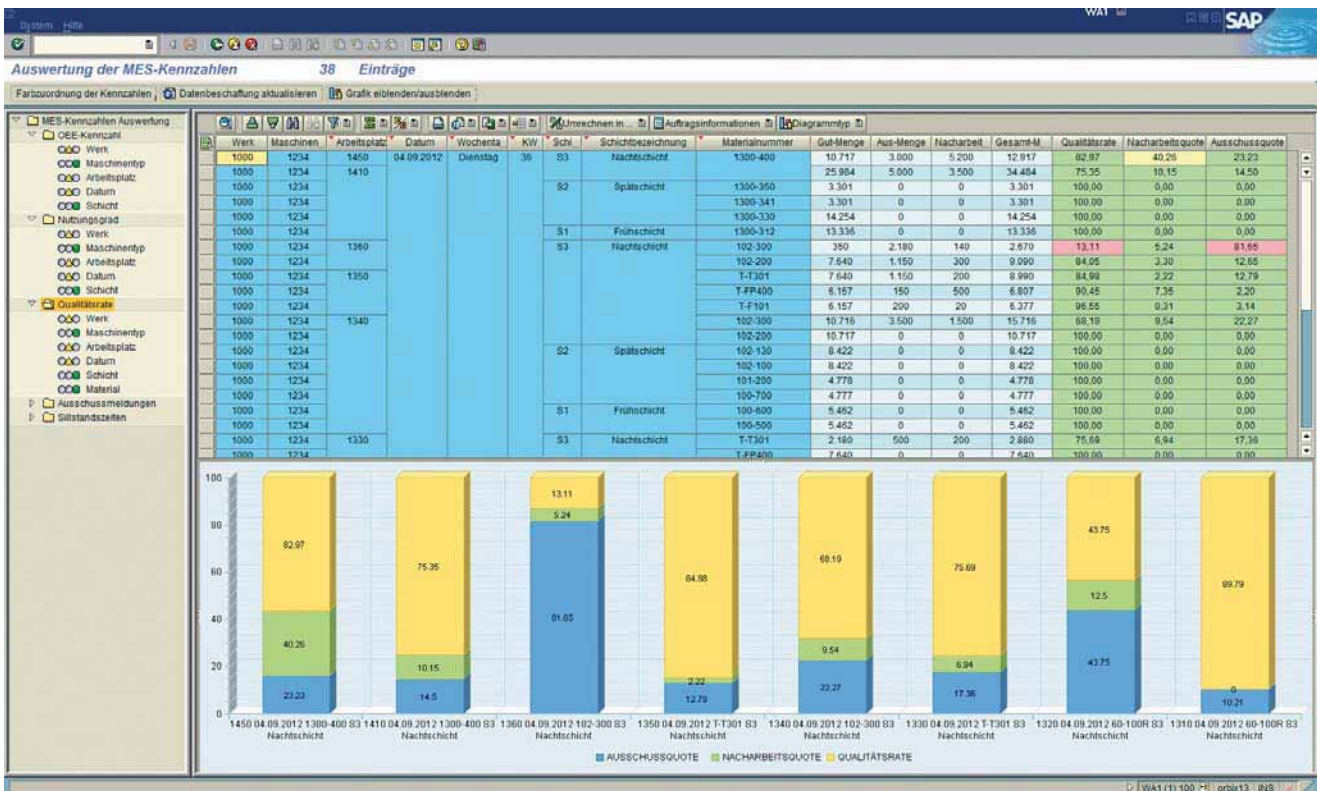 WA1
System Hilfe
SAP
Auswertung der MES-Kennzahlen 38 Einträge
Farbzuordnung der Kennzahlen Datenbeschaffung aktualisieren Grafik eiblenden/ausblenden
MES-Kennzahlen Auswertung
OEE-Kennzahl
Werk
Maschinentyp
Arbeitsplatz
Datum
Schicht
Nutzungsgrad
Werk
Maschinentyp
Arbeitsplatz
Datum
Schicht
Qualitätsrate
Werk
Maschinentyp
Arbeitsplatz
Datum
Schicht
Material
Ausschussmeldungen
Sillstandszeiten
Umrechnen in ... Auftragsinformationen Diagrammtyp
Werk Maschinen Arbeitsplatz Datum Wochenta KW Schi Schichtbezeichnung Materialnummer Gut-Menge Aus-Menge Nacharbeit Gesamt-M Qualitätsrate Nacharbeitsquote Ausschussquote
1000 1234 1450 04.09.2012 Dienstag 36 S3 Nachtschicht 1300-400 10.717 3.000 5.200 12.917 82,97 40,26 23,23
1000 1234 1410 25.984 5.000 3.500 34.484 75,35 10,15 14,50
1000 1234 S2 Spätschicht 1300-350 3.301 0 0 3.301 100,00 0,00 0,00
1000 1234 1300-341 3.301 0 0 3.301 100,00 0,00 0,00
1000 1234 1300-330 14.254 0 0 14.254 100,00 0,00 0,00
1000 1234 S1 Frühschicht 1300-312 13.336 0 0 13.336 100,00 0,00 0,00
1000 1234 1360 S3 Nachtschicht 102-300 350 2.180 140 2.670 13,11 5,24 81,65
1000 1234 102-200 7.640 1.150 300 9.090 84,05 3,30 12,65
1000 1234 1350 T-T301 7.640 1.150 200 8.990 84,98 2,22 12,79
1000 1234 T-FP400 6.157 150 500 6.807 90,45 7,35 2,20
1000 1234 T-F101 6.157 200 20 6.377 96,55 0,31 3,14
1000 1234 1340 102-300 10.716 3.500 1.500 15.716 68,19 9,54 22,27
1000 1234 102-200 10.717 0 0 10.717 100,00 0,00 0,00
1000 1234 S2 Spätschicht 102-130 8.422 0 0 8.422 100,00 0,00 0,00
1000 1234 102-100 8.422 0 0 8.422 100,00 0,00 0,00
1000 1234 101-200 4.778 0 0 4.778 100,00 0,00 0,00
1000 1234 100-700 4.777 0 0 4.777 100,00 0,00 0,00
1000 1234 S1 Frühschicht 100-600 5.462 0 0 5.462 100,00 0,00 0,00
1000 1234 100-500 5.462 0 0 5.462 100,00 0,00 0,00
1000 1234 1330 S3 Nachtschicht T-T301 2.180 500 200 2.880 75,69 6,94 17,36
1000 1234 T-FP400 7.640 0 0 7.640 100,00 0,00 0,00
100
80
60
40
20
0
82.97
40.26
23.23
75.35
10.15
14.5
13.11
5.24
81.65
84.98
2.22
12.79
68.19
9.54
22.27
75.69
6.94
17.36
43.75
12.5
43.75
89.79
0
10.21
1450 04.09.2012 1300-400 S3 1410 04.09.2012 1300-400 S3 1360 04.09.2012 102-300 S3 1350 04.09.2012 T-T301 S3 1340 04.09.2012 102-300 S3 1330 04.09.2012 T-T301 S3 1320 04.09.2012 60-100R S3 1310 04.09.2012 60-100R S3
Nachtschicht Nachtschicht Nachtschicht Nachtschicht Nachtschicht Nachtschicht Nachtschicht Nachtschicht
AUSSCHUSSQUOTE NACHARBEITSQUOTE QUALITÄTSRATE
WA1 (1) 100 orbix13 INS